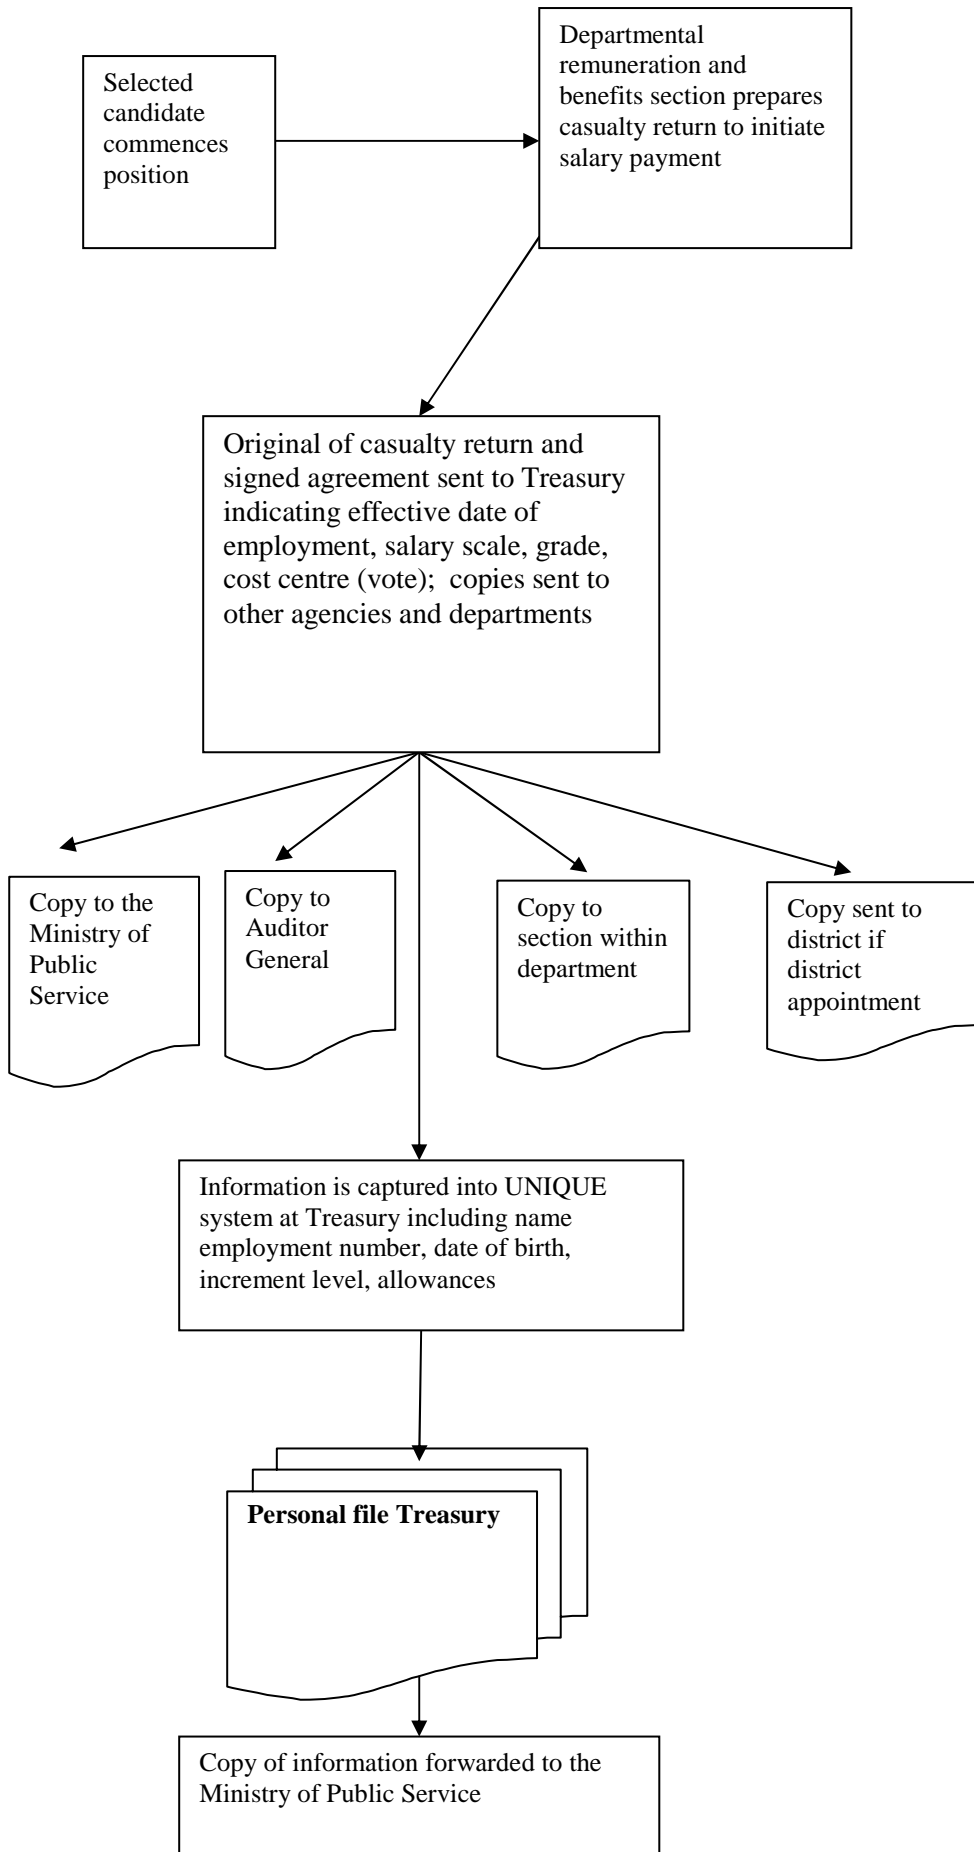 Selected
candidate
commences
position
Departmental
remuneration and
benefits section prepares
casualty return to initiate
salary payment
Original of casualty return and
signed agreement sent to Treasury
indicating effective date of
employment, salary scale, grade,
cost centre (vote);  copies sent to
other agencies and departments
Copy to the
Ministry of
Public
Service
Copy to
Auditor
General
Copy to
section within
department
Copy sent to
district if
district
appointment
Information is captured into UNIQUE
system at Treasury including name
employment number, date of birth,
increment level, allowances
Personal file Treasury
Copy of information forwarded to the
Ministry of Public Service